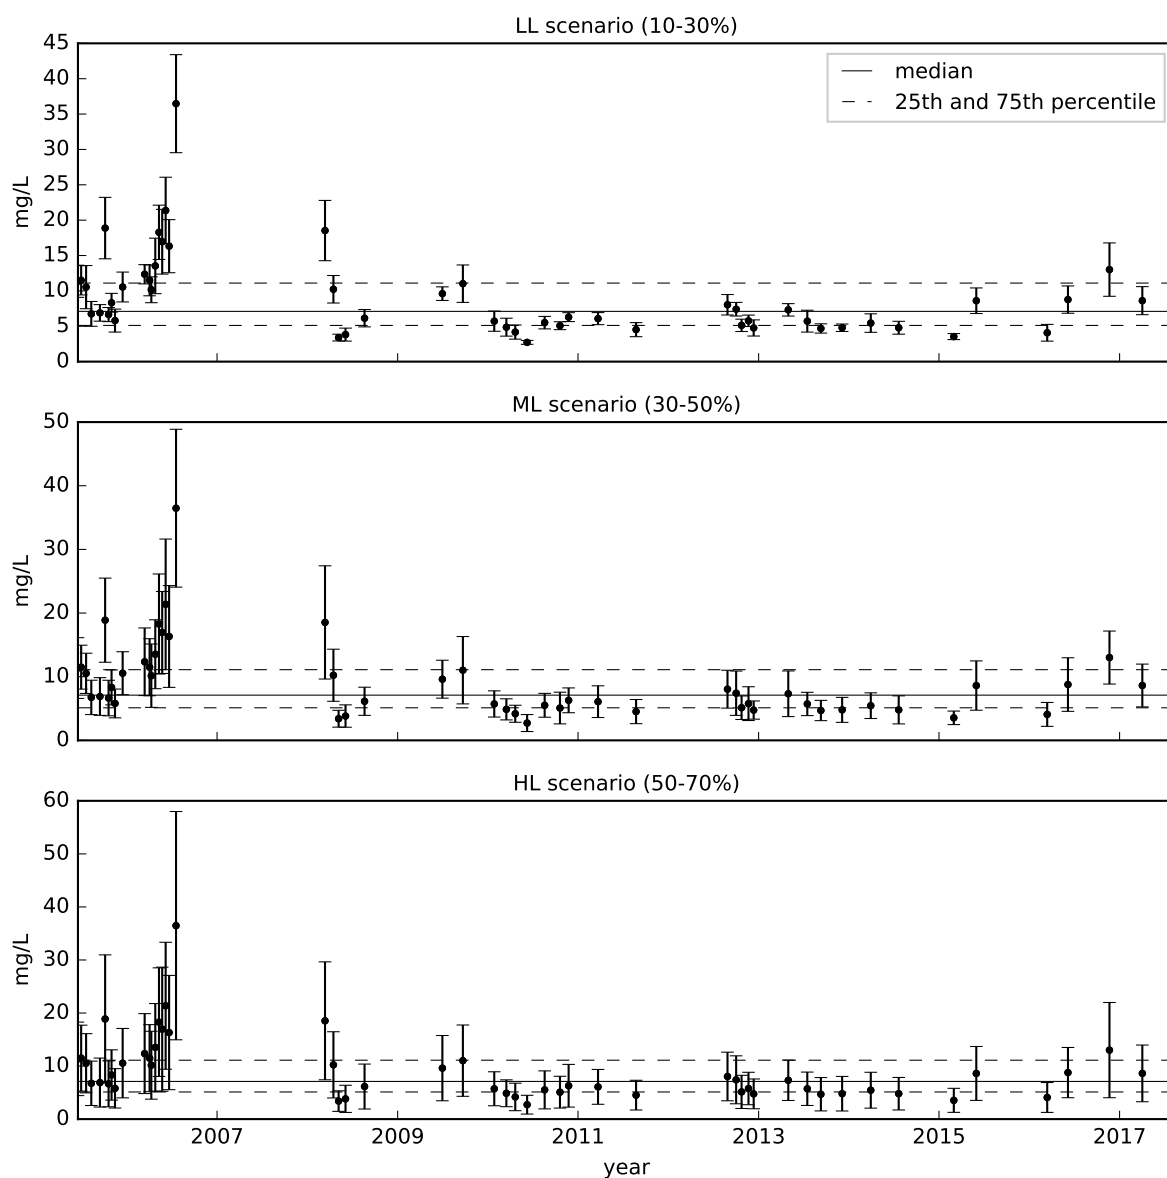 LL scenario (10-30%)
45
40
35
30
25
20
15
10
5
0
mg/L
median
25th and 75th percentile
ML scenario (30-50%)
50
40
30
20
10
0
mg/L
HL scenario (50-70%)
60
50
40
30
20
10
0
mg/L
2007 2009 2011 2013 2015 2017
year